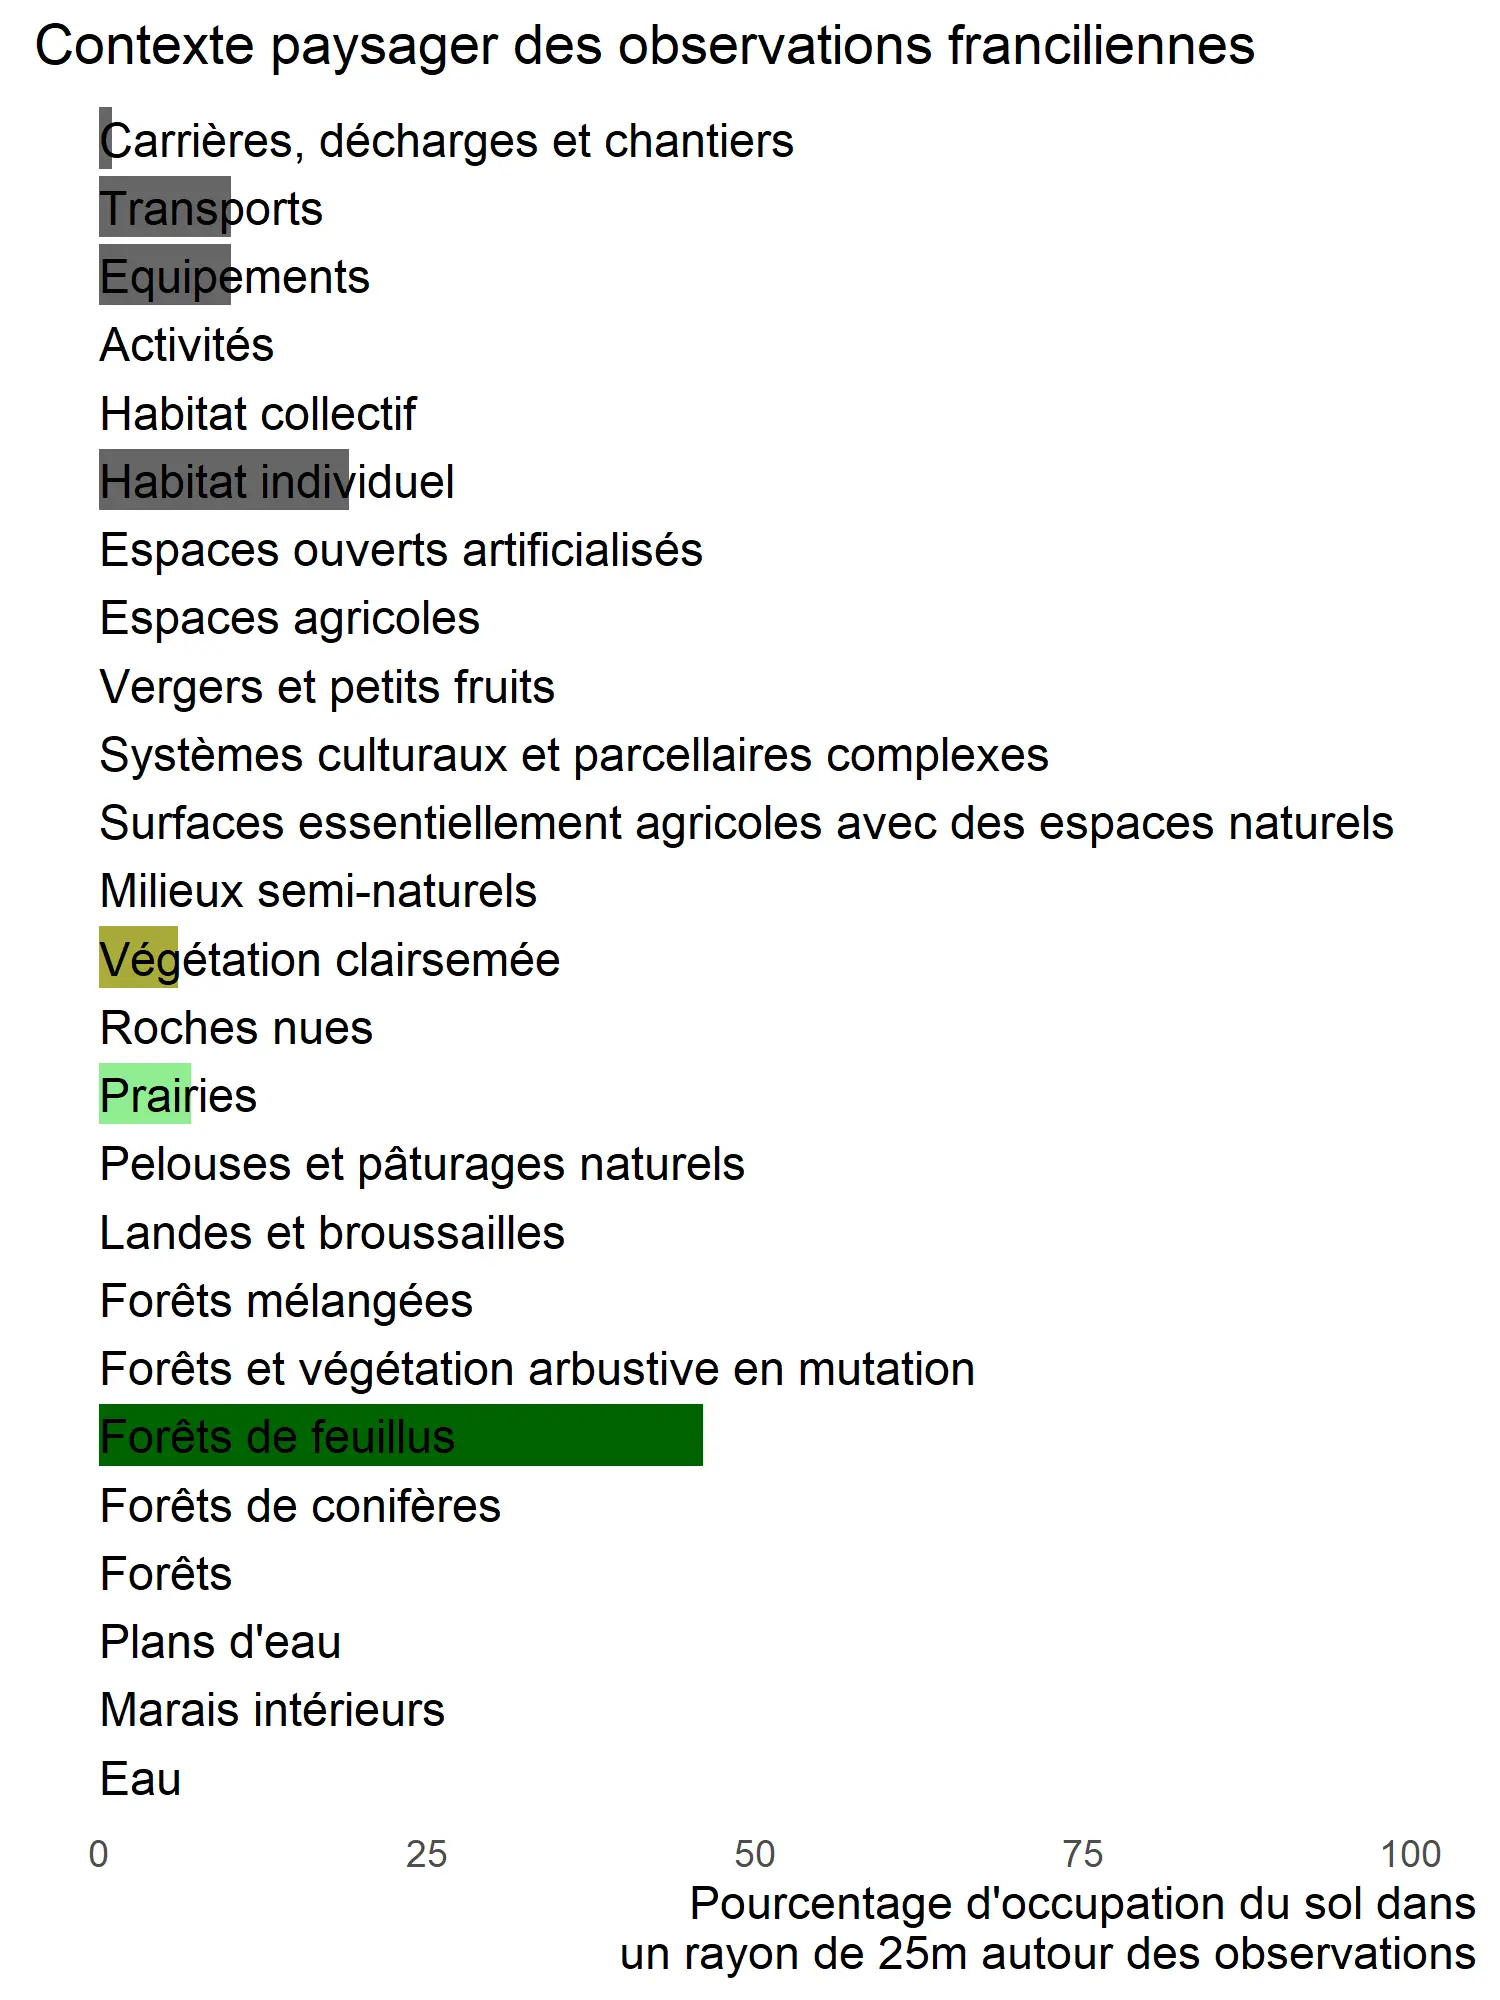 Contexte paysager des observations franciliennes
Carrières, décharges et chantiers
Transports
Equipements
Activités
Habitat collectif
Habitat individuel
Espaces ouverts artificialisés
Espaces agricoles
Vergers et petits fruits
Systèmes culturaux et parcellaires complexes
Surfaces essentiellement agricoles avec des espaces naturels
Milieux semi-naturels
Végétation clairsemée
Roches nues
Prairies
Pelouses et pâturages naturels
Landes et broussailles
Forêts mélangées
Forêts et végétation arbustive en mutation
Forêts de feuillus
Forêts de conifères
Forêts
Plans d'eau
Marais intérieurs
Eau
0 25 50 75 100
Pourcentage d'occupation du sol dans
un rayon de 25m autour des observations